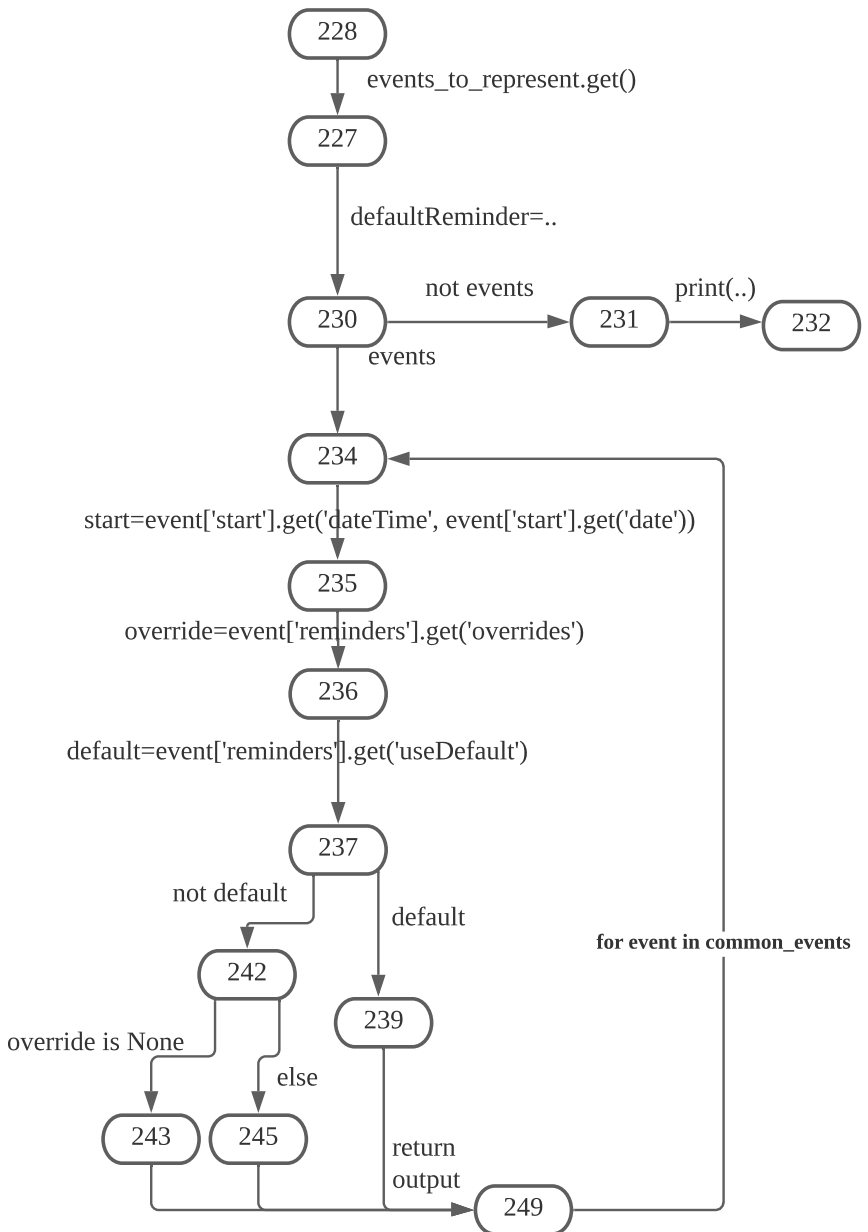 228
events_to_represent.get()
227
defaultReminder=..
not events
print(..)
230
231
232
events
234
start=event['start'].get('dateTime', event['start'].get('date'))
235
override=event['reminders'].get('overrides')
236
default=event['reminders'].get('useDefault')
237
not default
default
for event in common_events
242
239
override is None
else
243
245
return
output
249